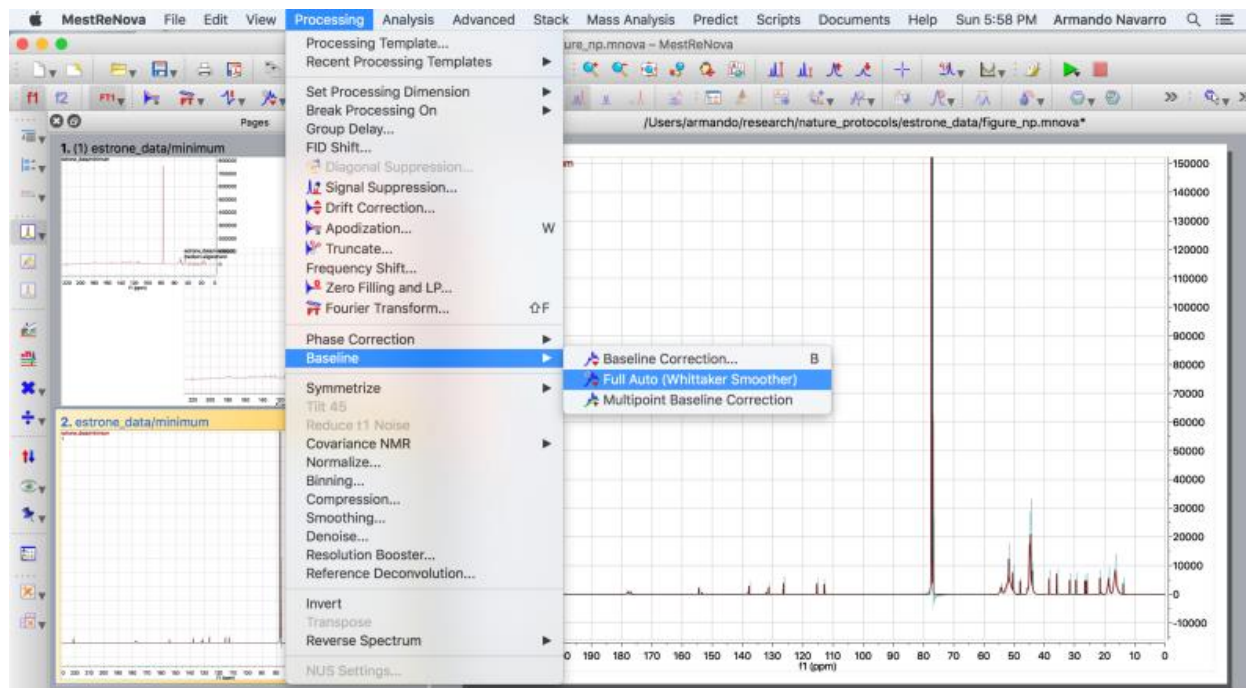 MestReNova File Edit View Processing Analysis Advanced Stack Mass Analysis Predict Scripts Documents Help Sun 5:58 PM Armando Navarro
ure_np.mnova – MestReNova
f1 f2 FT1
Pages
/Users/armando/research/nature_protocols/estrone_data/figure_np.mnova*
1. (1) estrone_data/minimum
2. estrone_data/minimum
Processing Template...
Recent Processing Templates
Set Processing Dimension
Break Processing On
Group Delay...
FID Shift...
Diagonal Suppression...
Signal Suppression...
Drift Correction...
Apodization... W
Truncate...
Frequency Shift...
Zero Filling and LP...
Fourier Transform... ⇧F
Phase Correction
Baseline
Symmetrize
Tilt 45
Reduce t1 Noise
Covariance NMR
Normalize...
Binning...
Compression...
Smoothing...
Denoise...
Resolution Booster...
Reference Deconvolution...
Invert
Transpose
Reverse Spectrum
NUS Settings...
Baseline Correction... B
Full Auto (Whittaker Smoother)
Multipoint Baseline Correction
150000
140000
130000
120000
110000
100000
90000
80000
70000
60000
50000
40000
30000
20000
10000
0
-10000
0 190 180 170 160 150 140 130 120 110 100 90 80 70 60 50 40 30 20 10 0
f1 (ppm)